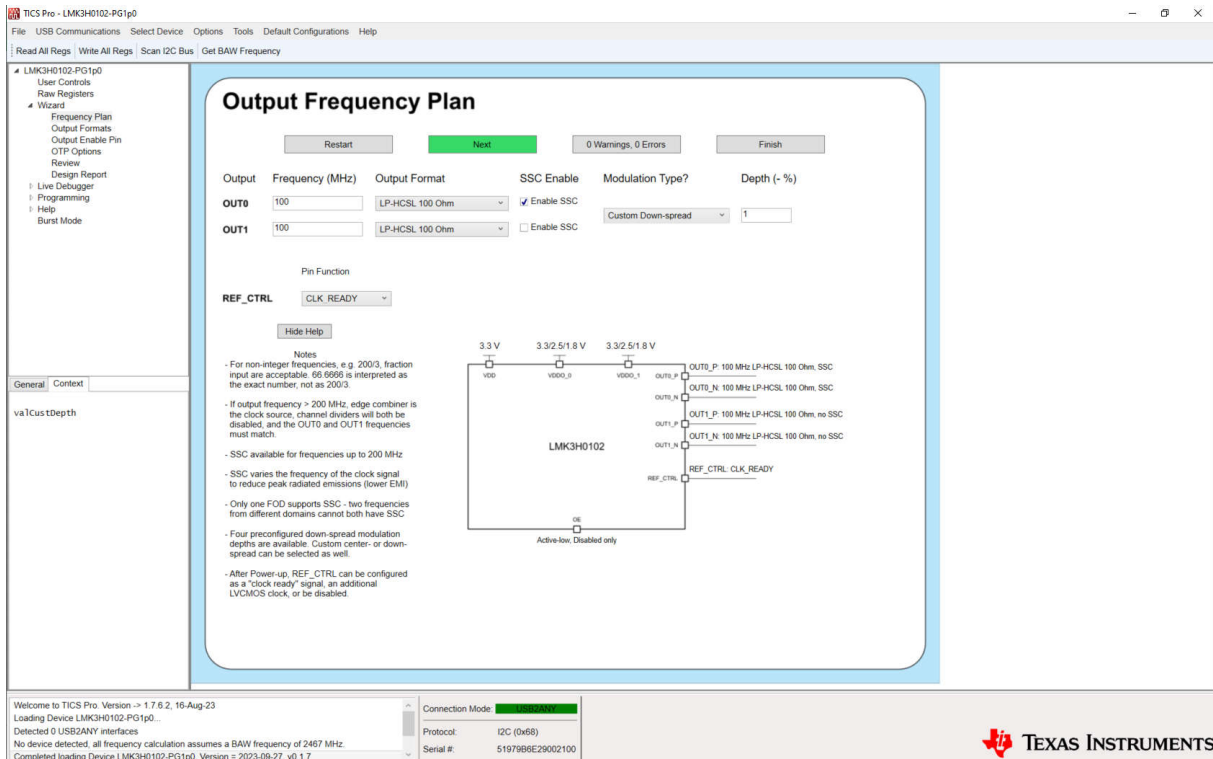 TICS Pro - LMK3H0102-PG1p0
File USB Communications Select Device Options Tools Default Configurations Help
Read All Regs Write All Regs Scan I2C Bus Get BAW Frequency
LMK3H0102-PG1p0
User Controls
Raw Registers
Wizard
Frequency Plan
Output Formats
Output Enable Pin
OTP Options
Review
Design Report
Live Debugger
Programming
Help
Burst Mode
General Context
valCustDepth
Output Frequency Plan
Restart Next 0 Warnings, 0 Errors Finish
Output Frequency (MHz) Output Format SSC Enable Modulation Type? Depth (- %)
OUT0 100 LP-HCSL 100 Ohm Enable SSC
Custom Down-spread 1
OUT1 100 LP-HCSL 100 Ohm Enable SSC
Pin Function
REF_CTRL CLK_READY
Hide Help
Notes
- For non-integer frequencies, e.g. 200/3, fraction
input are acceptable. 66.6666 is interpreted as
the exact number, not as 200/3.
- If output frequency > 200 MHz, edge combiner is
the clock source, channel dividers will both be
disabled, and the OUT0 and OUT1 frequencies
must match.
- SSC available for frequencies up to 200 MHz
- SSC varies the frequency of the clock signal
to reduce peak radiated emissions (lower EMI)
- Only one FOD supports SSC - two frequencies
from different domains cannot both have SSC
- Four preconfigured down-spread modulation
depths are available. Custom center- or down-
spread can be selected as well.
- After Power-up, REF_CTRL can be configured
as a "clock ready" signal, an additional
LVCMOS clock, or be disabled.
3.3 V 3.3/2.5/1.8 V 3.3/2.5/1.8 V
VDD VDDO_0 VDDO_1
OUT0_P OUT0_P: 100 MHz LP-HCSL 100 Ohm, SSC
OUT0_N OUT0_N: 100 MHz LP-HCSL 100 Ohm, SSC
OUT1_P OUT1_P: 100 MHz LP-HCSL 100 Ohm, no SSC
OUT1_N OUT1_N: 100 MHz LP-HCSL 100 Ohm, no SSC
LMK3H0102
REF_CTRL REF_CTRL: CLK_READY
OE
Active-low, Disabled only
Welcome to TICS Pro. Version -> 1.7.6.2, 16-Aug-23
Loading Device LMK3H0102-PG1p0...
Detected 0 USB2ANY interfaces
No device detected, all frequency calculation assumes a BAW frequency of 2467 MHz.
Completed loading Device LMK3H0102-PG1p0. Version = 2023-09-27, v0.1.7
Connection Mode: USB2ANY
Protocol: I2C (0x68)
Serial #: 51979B6E29002100
TEXAS INSTRUMENTS